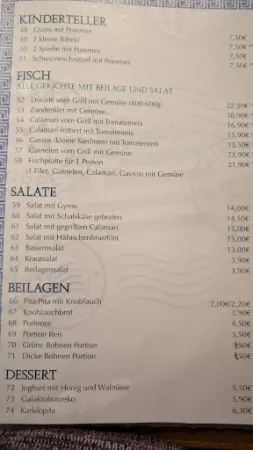 KINDERTELLER
48 Gyros mit Pommes 7,50€
49 2 kleine Bifteki 7,50€
50 2 Spieße mit Pommes 7,50€
51 Schweineschnitzel mit Pommes
FISCH
ALLE GERICHTE MIT BEILAGE UND SALAT
52 Dorade vom Grill mit Gemüse (400-600g) 22,50€
53 Zanderfilet mit Gemüse
54 Calamari vom Grill mit Tomatenreis 16,90€
55 Calamari frittiert mit Tomatenreis 15,90€
56 Gavros (kleine Sardinen) mit Tomatenreis 13,50€
57 Garnelen vom Grill mit Gemüse 23,90€
58 Fischplatte für 1 Person 21,90€
(1 Filet, Garnelen, Calamari, Gavros) mit Gemüse
SALATE
59 Salat mit Gyros 14,00€
60 Salat mit Schafskäse gebraten 14,50€
61 Salat mit gegrillten Calamari 15,00€
62 Salat mit Hähnchenbrustfilet 15,00€
63 Bauernsalat 13,00€
64 Krautsalat 3,90€
65 Beilagensalat 3,90€
BEILAGEN
66 Pita/Pita mit Knoblauch 2,00€/2,20€
67 Knoblauchbrot 3,90€
68 Pommes 4,50€
69 Portion Reis 3,50€
70 Grüne Bohnen Portion
71 Dicke Bohnen Portion
DESSERT
72 Joghurt mit Honig und Walnüsse 5,50€
73 Galaktoboureko 5,90€
74 Karidopita 6,30€